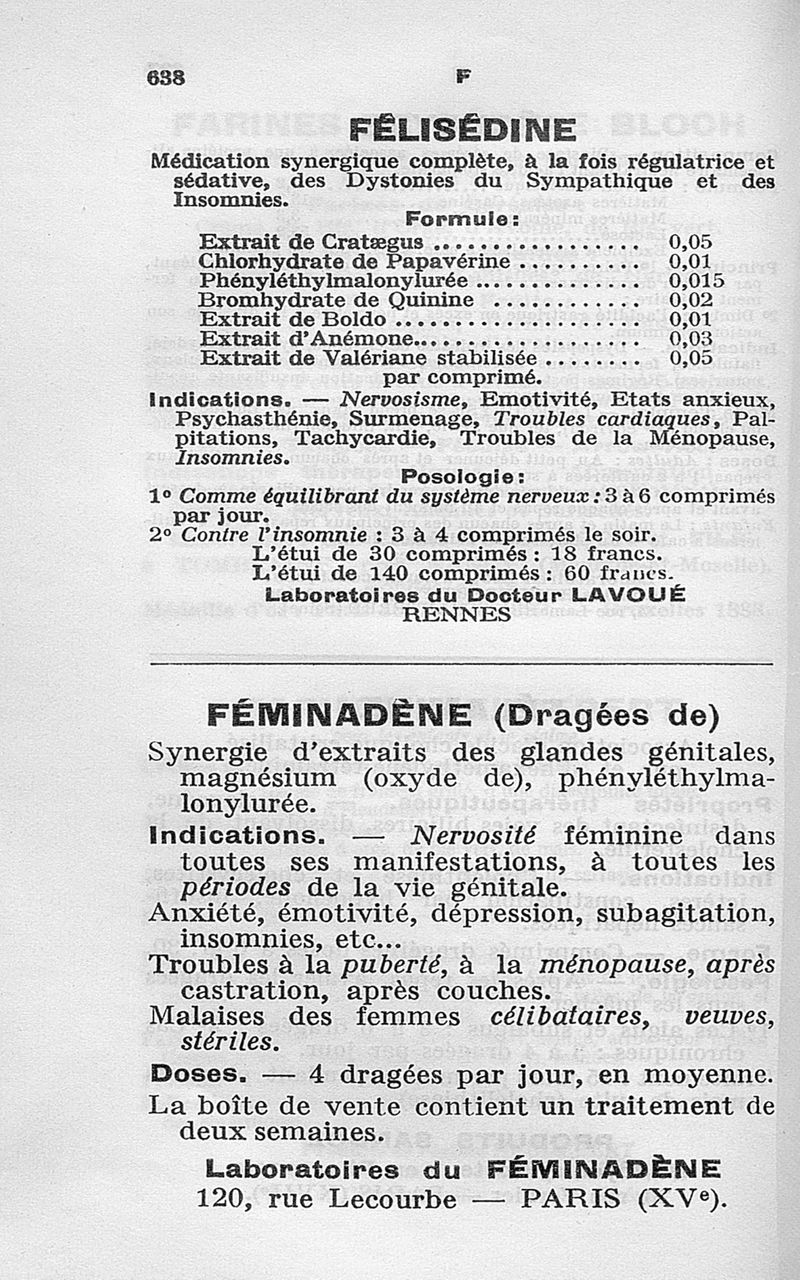 638
F
FÉLISÉDINE
Médication synergique complète, à la fois régulatrice et
sédative, des Dystonies du Sympathique et des
Insomnies.
Formule:
Extrait de Cratægus ................ 0,05
Chlorhydrate de Papavérine .......... 0,01
Phényléthylmalonylurée ............. 0,015
Bromhydrate de Quinine ............ 0,02
Extrait de Boldo ................... 0,01
Extrait d'Anémone.................. 0,03
Extrait de Valériane stabilisée ........ 0,05
par comprimé.
Indications. — Nervosisme, Emotivité, Etats anxieux,
Psychasthénie, Surmenage, Troubles cardiaques, Pal-
pitations, Tachycardie, Troubles de la Ménopause,
Insomnies.
Posologie:
1º Comme équilibrant du système nerveux : 3 à 6 comprimés
par jour.
2º Contre l'insomnie : 3 à 4 comprimés le soir.
L'étui de 30 comprimés : 18 francs.
L'étui de 140 comprimés : 60 francs.
Laboratoires du Docteur LAVOUÉ
RENNES
FÉMINADÈNE (Dragées de)
Synergie d'extraits des glandes génitales,
magnésium (oxyde de), phényléthylma-
lonylurée.
Indications. — Nervosité féminine dans
toutes ses manifestations, à toutes les
périodes de la vie génitale.
Anxiété, émotivité, dépression, subagitation,
insomnies, etc...
Troubles à la puberté, à la ménopause, après
castration, après couches.
Malaises des femmes célibataires, veuves,
stériles.
Doses. — 4 dragées par jour, en moyenne.
La boîte de vente contient un traitement de
deux semaines.
Laboratoires du FÉMINADÈNE
120, rue Lecourbe — PARIS (XVe).